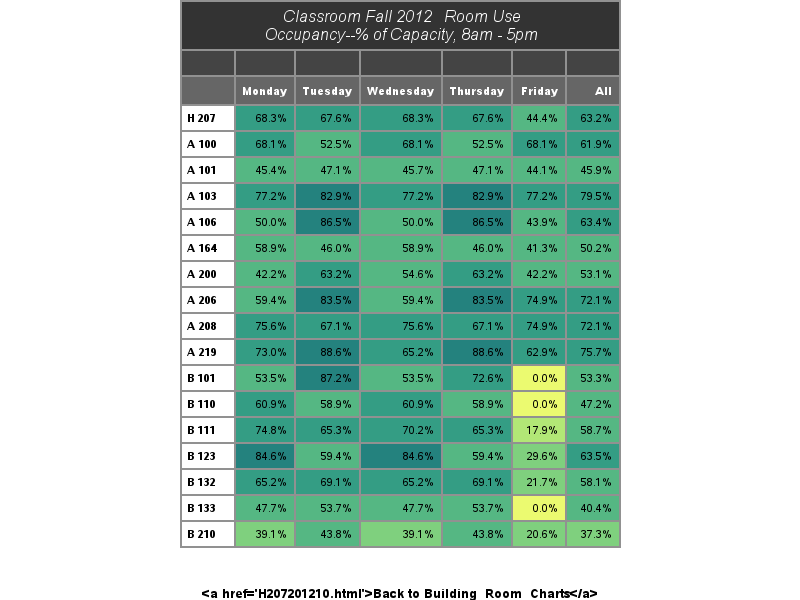 Classroom Fall 2012 Room Use
Occupancy--% of Capacity, 8am - 5pm
Monday Tuesday Wednesday Thursday Friday All
H 207 68.3% 67.6% 68.3% 67.6% 44.4% 63.2%
A 100 68.1% 52.5% 68.1% 52.5% 68.1% 61.9%
A 101 45.4% 47.1% 45.7% 47.1% 44.1% 45.9%
A 103 77.2% 82.9% 77.2% 82.9% 77.2% 79.5%
A 106 50.0% 86.5% 50.0% 86.5% 43.9% 63.4%
A 164 58.9% 46.0% 58.9% 46.0% 41.3% 50.2%
A 200 42.2% 63.2% 54.6% 63.2% 42.2% 53.1%
A 206 59.4% 83.5% 59.4% 83.5% 74.9% 72.1%
A 208 75.6% 67.1% 75.6% 67.1% 74.9% 72.1%
A 219 73.0% 88.6% 65.2% 88.6% 62.9% 75.7%
B 101 53.5% 87.2% 53.5% 72.6% 0.0% 53.3%
B 110 60.9% 58.9% 60.9% 58.9% 0.0% 47.2%
B 111 74.8% 65.3% 70.2% 65.3% 17.9% 58.7%
B 123 84.6% 59.4% 84.6% 59.4% 29.6% 63.5%
B 132 65.2% 69.1% 65.2% 69.1% 21.7% 58.1%
B 133 47.7% 53.7% 47.7% 53.7% 0.0% 40.4%
B 210 39.1% 43.8% 39.1% 43.8% 20.6% 37.3%
<a href='H207201210.html'>Back to Building Room Charts</a>